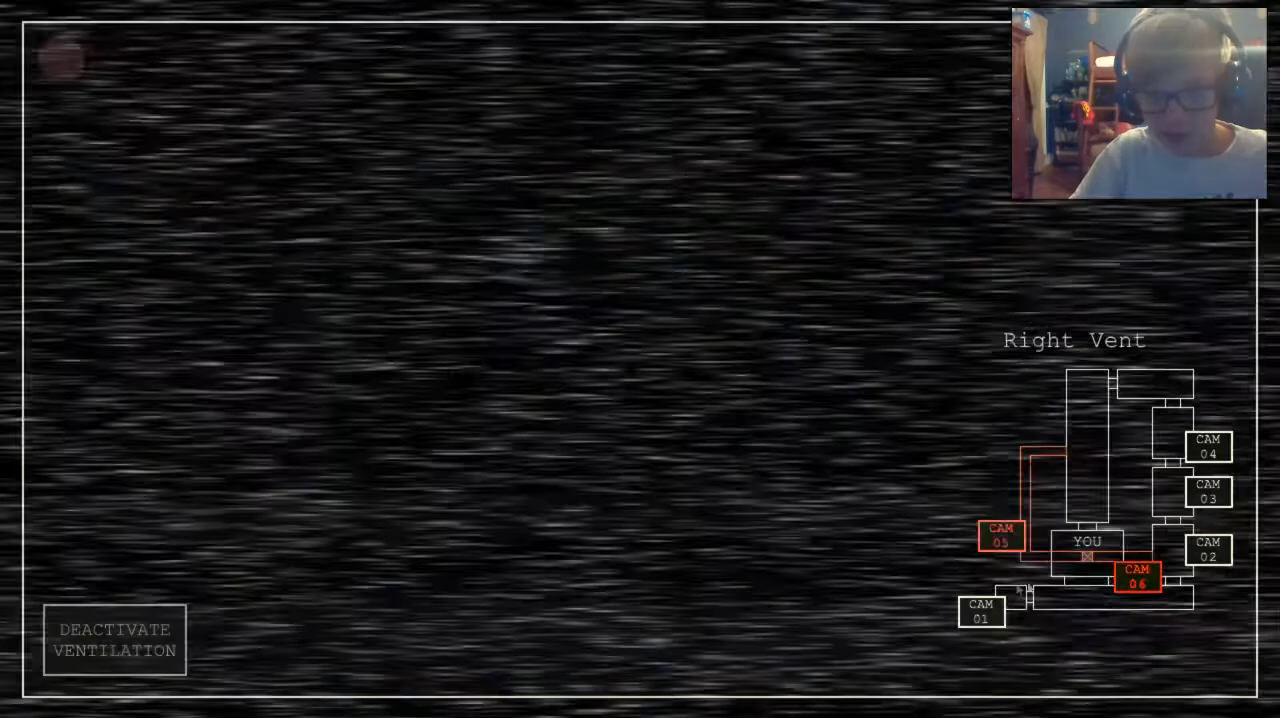 Right Vent
CAM
04
CAM
03
CAM
05
YOU
CAM
02
CAM
06
CAM
01
DEACTIVATE
VENTILATION